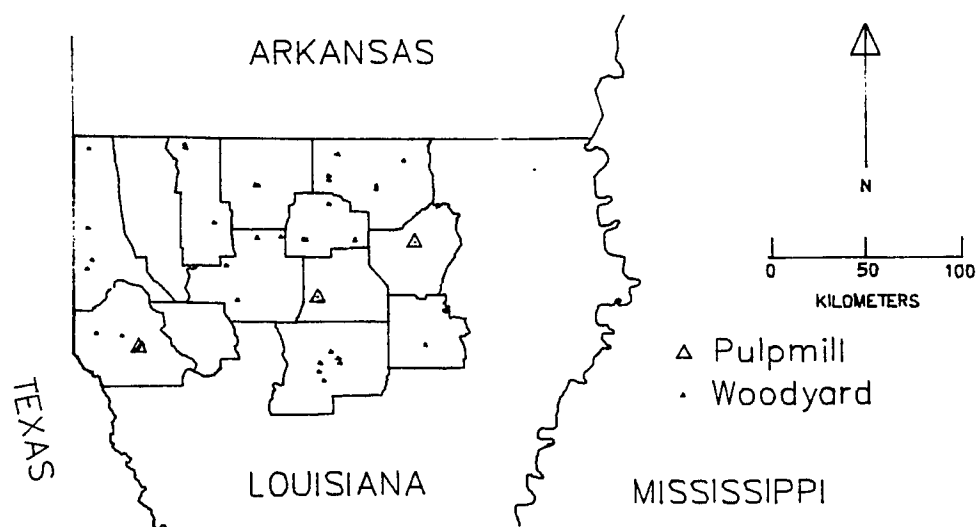 ARKANSAS
N
0 50 100
KILOMETERS
Pulpmill
Woodyard
TEXAS
LOUISIANA
MISSISSIPPI